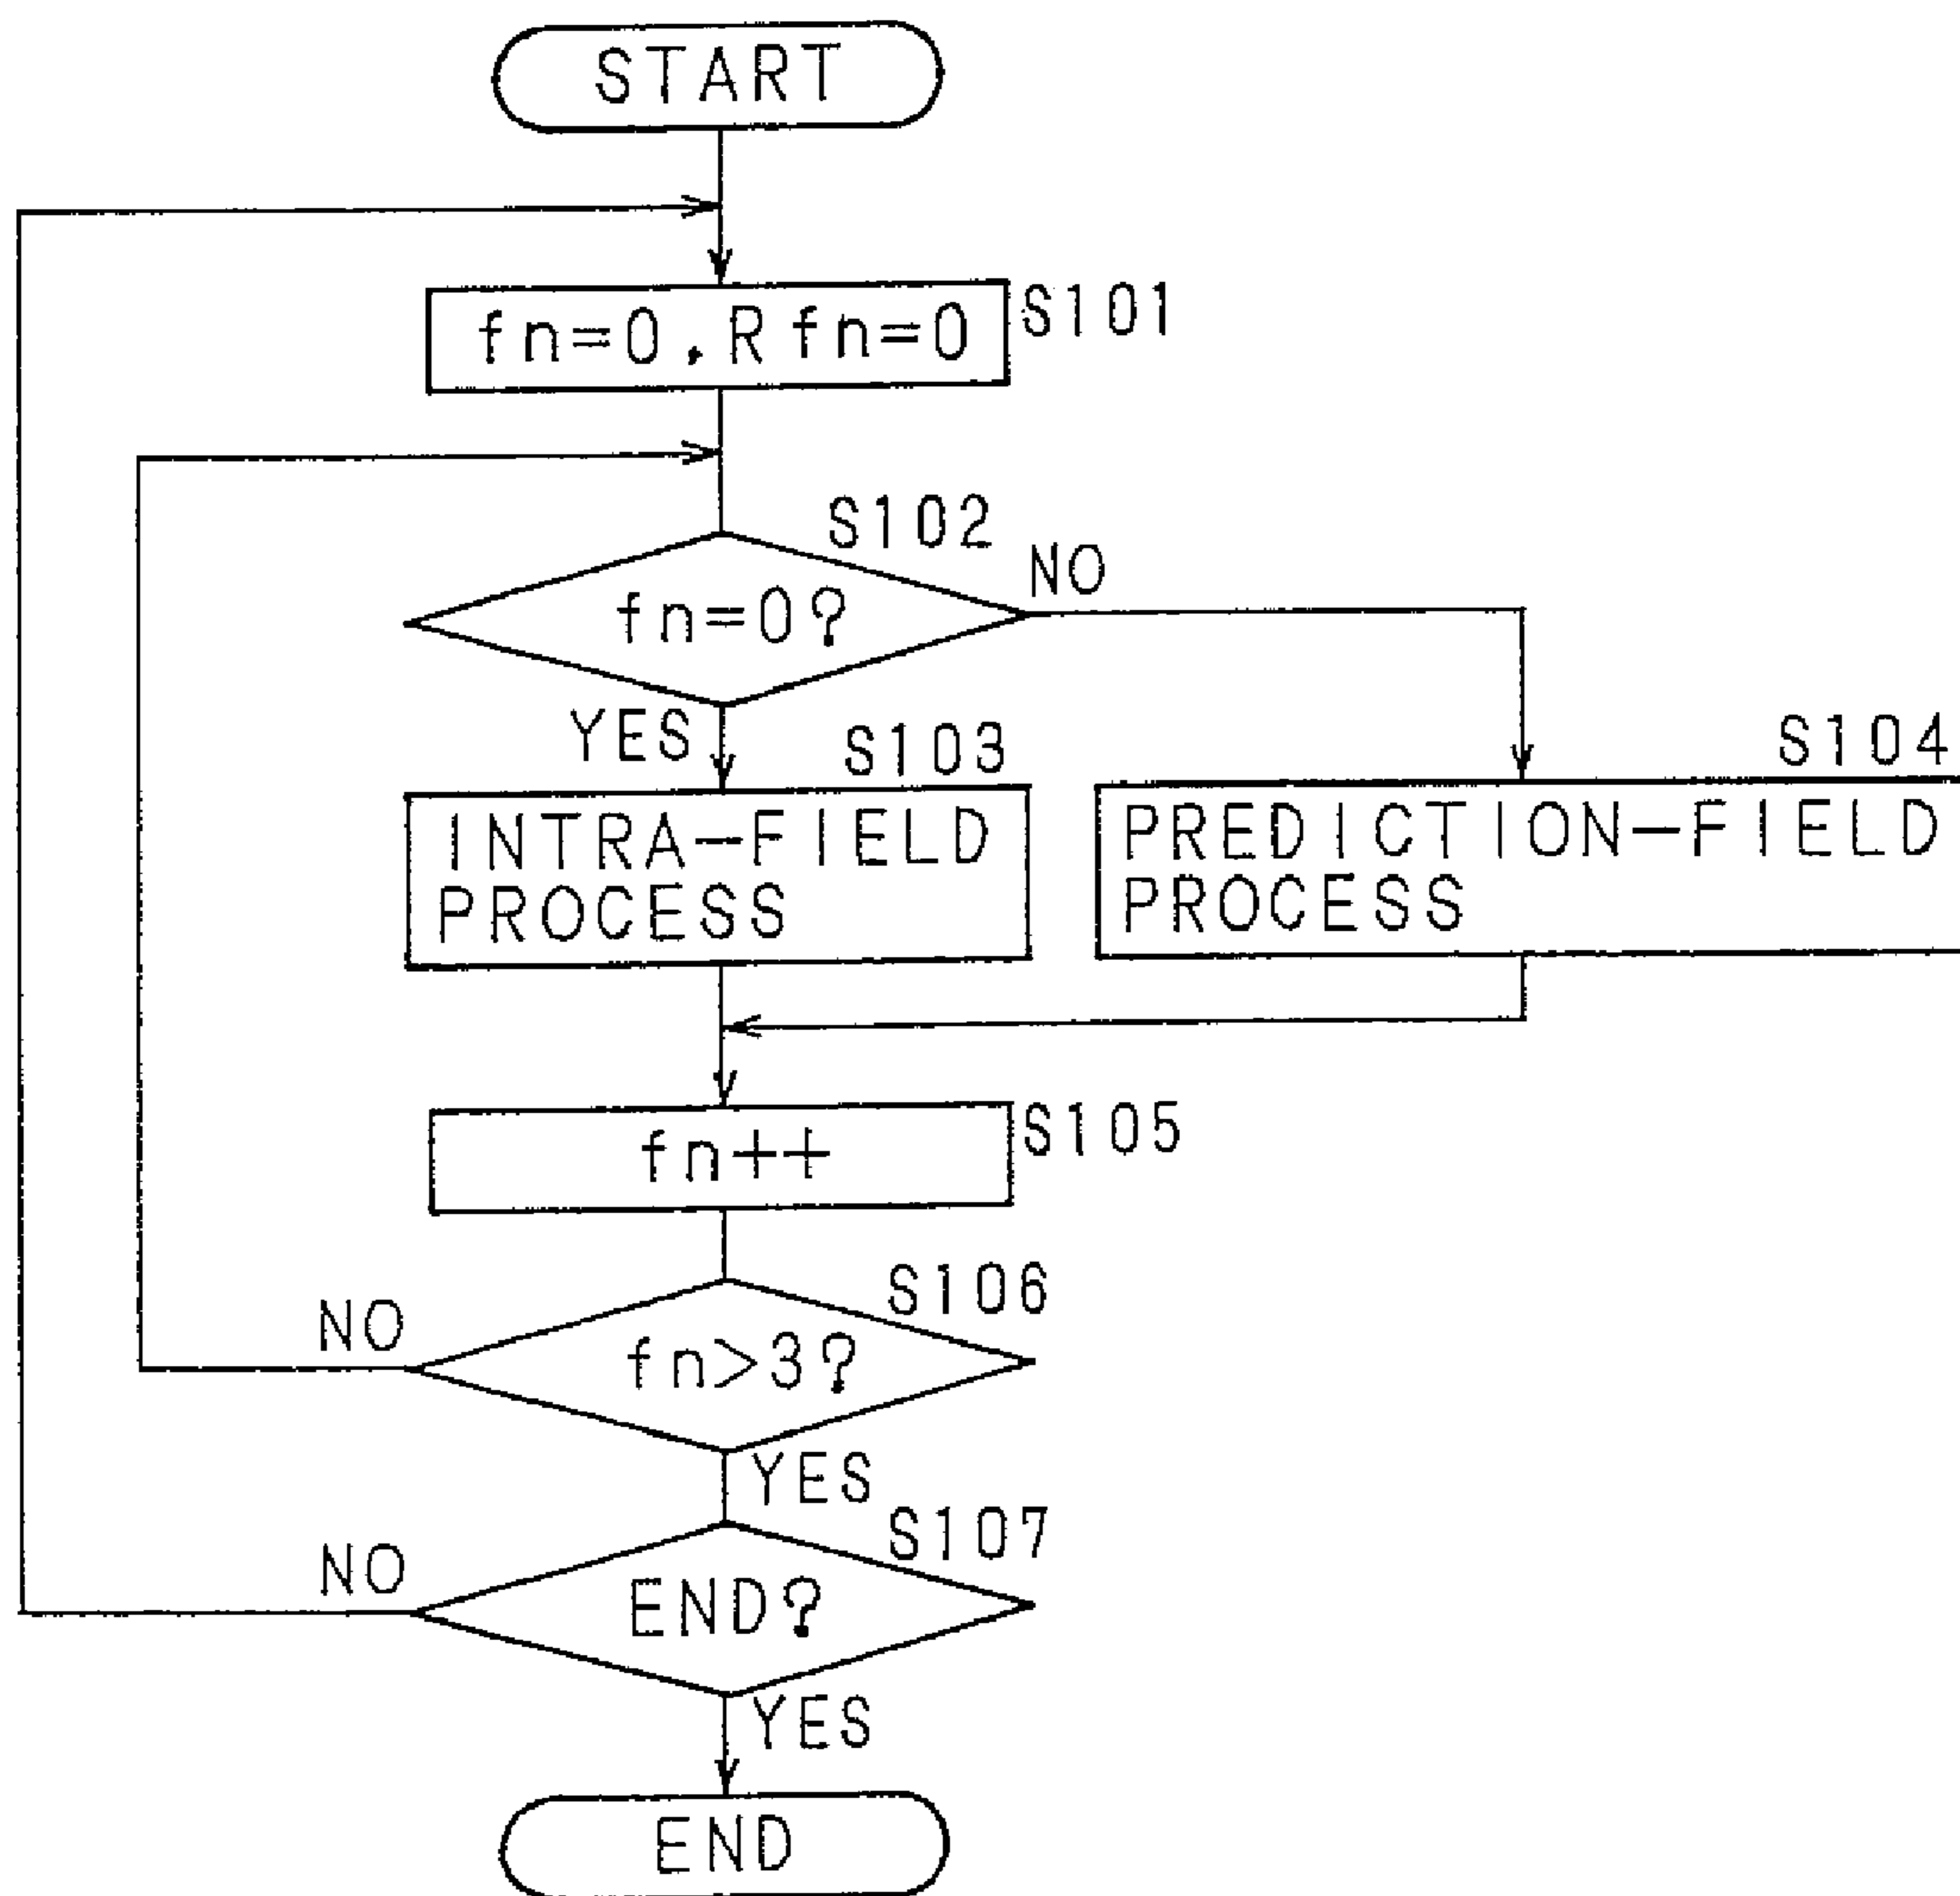 START
fn=0,Rfn=0
S101
S102
fn=0?
NO
YES
S103
S104
INTRA-FIELD
PROCESS
PREDICTION-FIELD
PROCESS
fn++
S105
S106
NO
fn>3?
YES
S107
NO
END?
YES
END